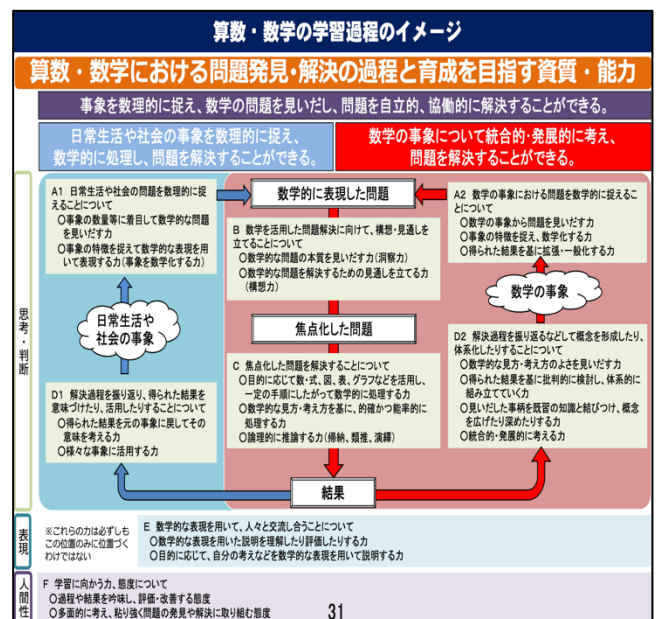 算数・数学の学習過程のイメージ
算数・数学における問題発見・解決の過程と育成を目指す資質・能力
事象を数理的に捉え、数学の問題を見いだし、問題を自立的、協働的に解決することができる。
日常生活や社会の事象を数理的に捉え、
数学的に処理し、問題を解決することができる。
数学の事象について統合的・発展的に考え、
問題を解決することができる。
思考・判断
A1 日常生活や社会の問題を数理的に捉
えることについて
○事象の数量等に着目して数学的な問題
を見いだす力
○事象の特徴を捉えて数学的な表現を用
いて表現する力(事象を数学化する力)
日常生活や
社会の事象
D1 解決過程を振り返り、得られた結果を
意味づけたり、活用したりすることについて
○得られた結果を元の事象に戻してその
意味を考える力
○様々な事象に活用する力
数学的に表現した問題
B 数学を活用した問題解決に向けて、構想・見通しを
立てることについて
○数学的な問題の本質を見いだす力(洞察力)
○数学的な問題を解決するための見通しを立てる力
(構想力)
焦点化した問題
C 焦点化した問題を解決することについて
○目的に応じて数・式、図、表、グラフなどを活用し、
一定の手順にしたがって数学的に処理する力
○数学的な見方・考え方を基に、的確かつ能率的に
処理する力
○論理的に推論する力(帰納、類推、演繹)
結果
A2 数学の事象における問題を数学的に捉えるこ
とについて
○数学の事象から問題を見いだす力
○事象の特徴を捉え、数学化する力
○得られた結果を基に拡張・一般化する力
数学の事象
D2 解決過程を振り返るなどして概念を形成したり、
体系化したりすることについて
○数学的な見方・考え方のよさを見いだす力
○得られた結果を基に批判的に検討し、体系的に
組み立てていく力
○見いだした事柄を既習の知識と結びつけ、概念
を広げたり深めたりする力
○統合的・発展的に考える力
表現
※これらの力は必ずしも
この位置のみに位置づく
わけではない
E 数学的な表現を用いて、人々と交流し合うことについて
○数学的な表現を用いた説明を理解したり評価したりする力
○目的に応じて、自分の考えなどを数学的な表現を用いて説明する力
人間性
F 学習に向かう力、態度について
○過程や結果を吟味し、評価・改善する態度
○多面的に考え、粘り強く問題の発見や解決に取り組む態度
31